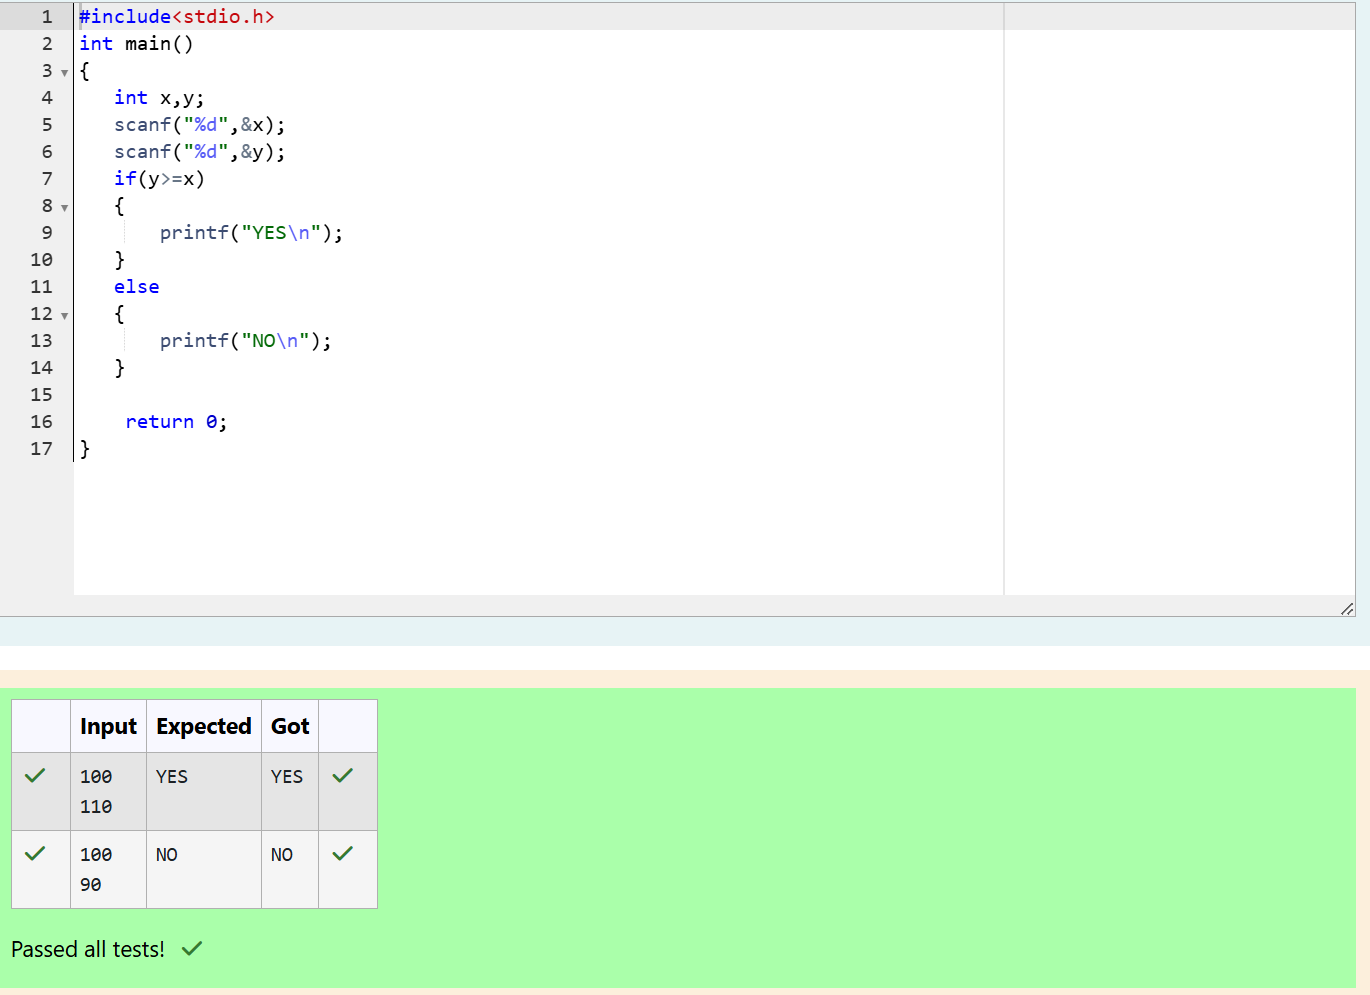 1 #include<stdio.h>
2 int main()
3 {
4    int x,y;
5    scanf("%d",&x);
6    scanf("%d",&y);
7    if(y>=x)
8    {
9        printf("YES\n");
10    }
11    else
12    {
13        printf("NO\n");
14    }
15
16     return 0;
17 }
Input Expected Got
100 YES YES
110
100 NO NO
90
Passed all tests!